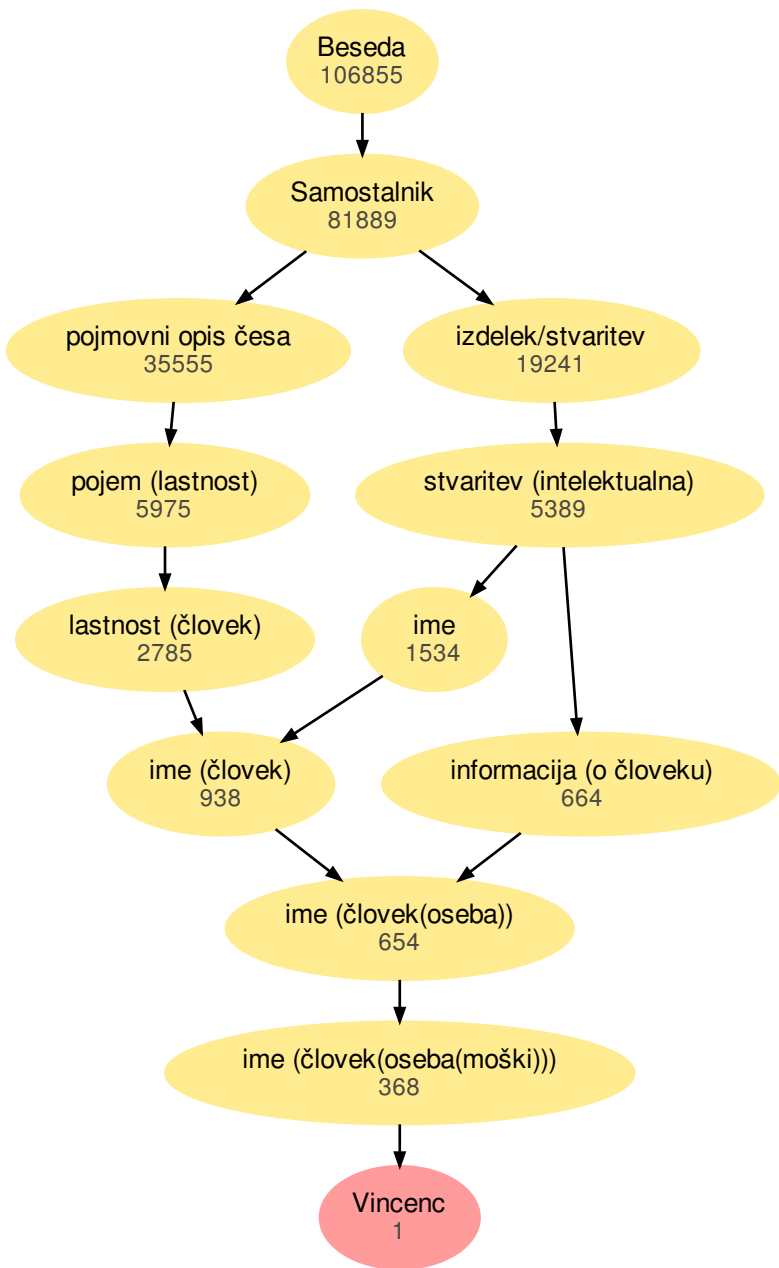 Beseda
106855
Samostalnik
81889
pojmovni opis česa
35555
izdelek/stvaritev
19241
pojem (lastnost)
5975
stvaritev (intelektualna)
5389
lastnost (človek)
2785
ime
1534
ime (človek)
938
informacija (o človeku)
664
ime (človek(oseba))
654
ime (človek(oseba(moški)))
368
Vincenc
1